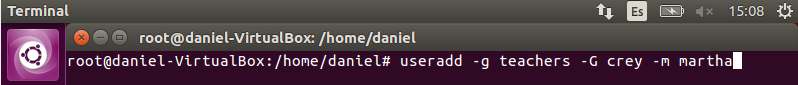 Terminal
Es
15:08
root@daniel-VirtualBox: /home/daniel
root@daniel-VirtualBox:/home/daniel# useradd -g teachers -G crey -m martha